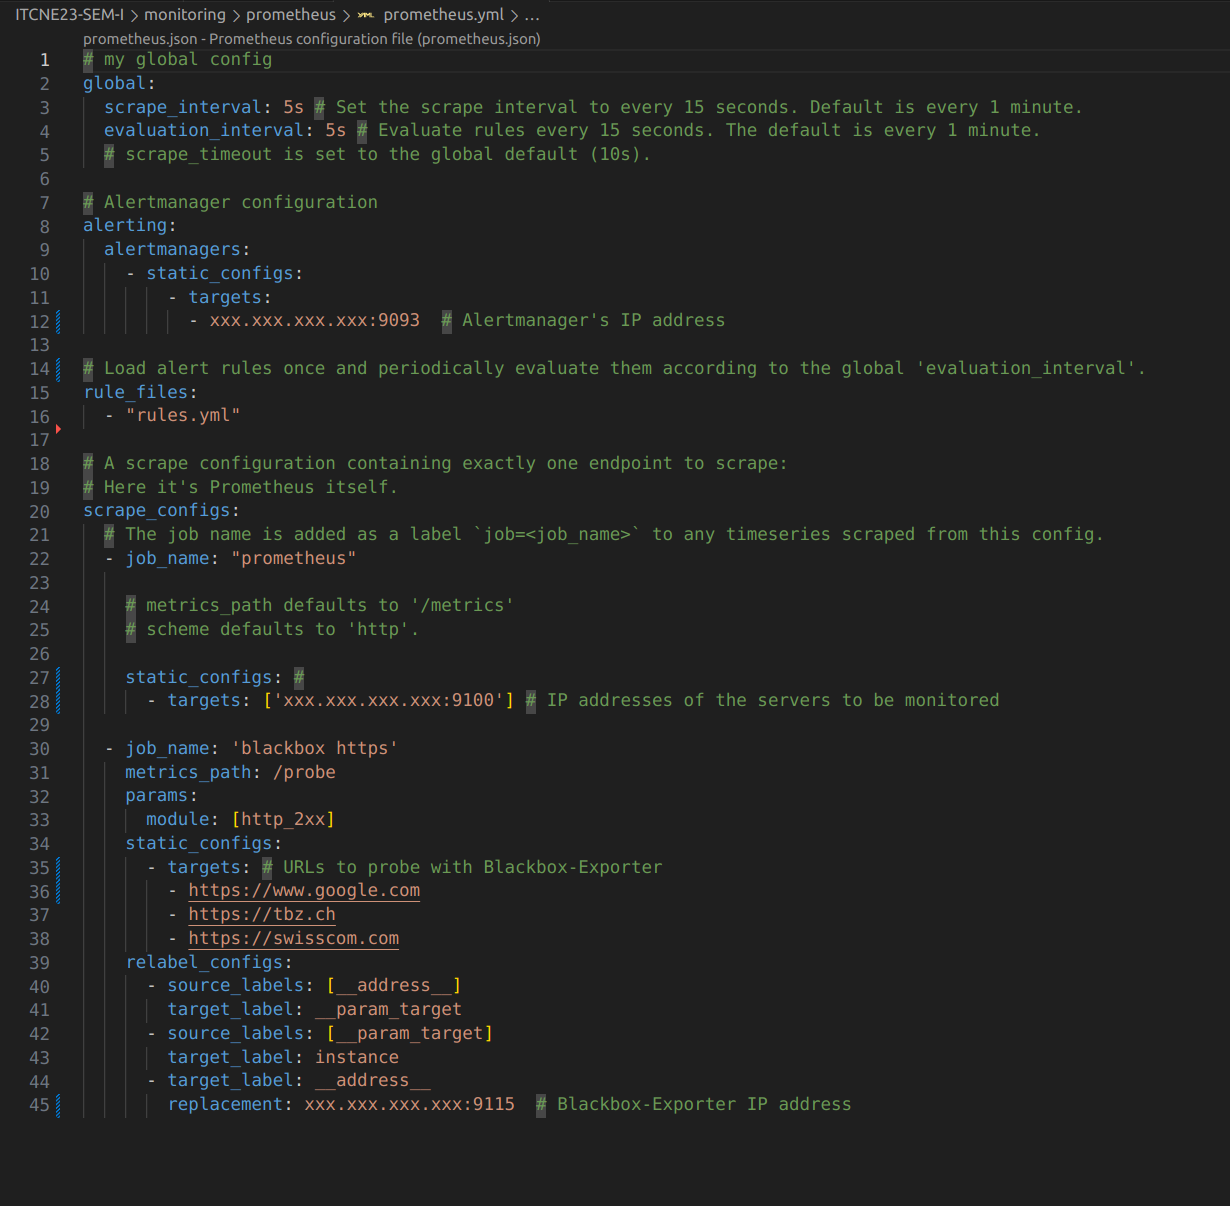 ITCNE23-SEM-I > monitoring > prometheus > YAML prometheus.yml > ...
prometheus.json - Prometheus configuration file (prometheus.json)
1 # my global config
2 global:
3   scrape_interval: 5s # Set the scrape interval to every 15 seconds. Default is every 1 minute.
4   evaluation_interval: 5s # Evaluate rules every 15 seconds. The default is every 1 minute.
5   # scrape_timeout is set to the global default (10s).
6
7 # Alertmanager configuration
8 alerting:
9   alertmanagers:
10     - static_configs:
11         - targets:
12           - xxx.xxx.xxx.xxx:9093  # Alertmanager's IP address
13
14 # Load alert rules once and periodically evaluate them according to the global 'evaluation_interval'.
15 rule_files:
16   - "rules.yml"
17
18 # A scrape configuration containing exactly one endpoint to scrape:
19 # Here it's Prometheus itself.
20 scrape_configs:
21   # The job name is added as a label `job=<job_name>` to any timeseries scraped from this config.
22   - job_name: "prometheus"
23
24     # metrics_path defaults to '/metrics'
25     # scheme defaults to 'http'.
26
27     static_configs: #
28       - targets: ['xxx.xxx.xxx.xxx:9100'] # IP addresses of the servers to be monitored
29
30   - job_name: 'blackbox https'
31     metrics_path: /probe
32     params:
33       module: [http_2xx]
34     static_configs:
35       - targets: # URLs to probe with Blackbox-Exporter
36         - https://www.google.com
37         - https://tbz.ch
38         - https://swisscom.com
39     relabel_configs:
40       - source_labels: [__address__]
41         target_label: __param_target
42       - source_labels: [__param_target]
43         target_label: instance
44       - target_label: __address__
45         replacement: xxx.xxx.xxx.xxx:9115  # Blackbox-Exporter IP address